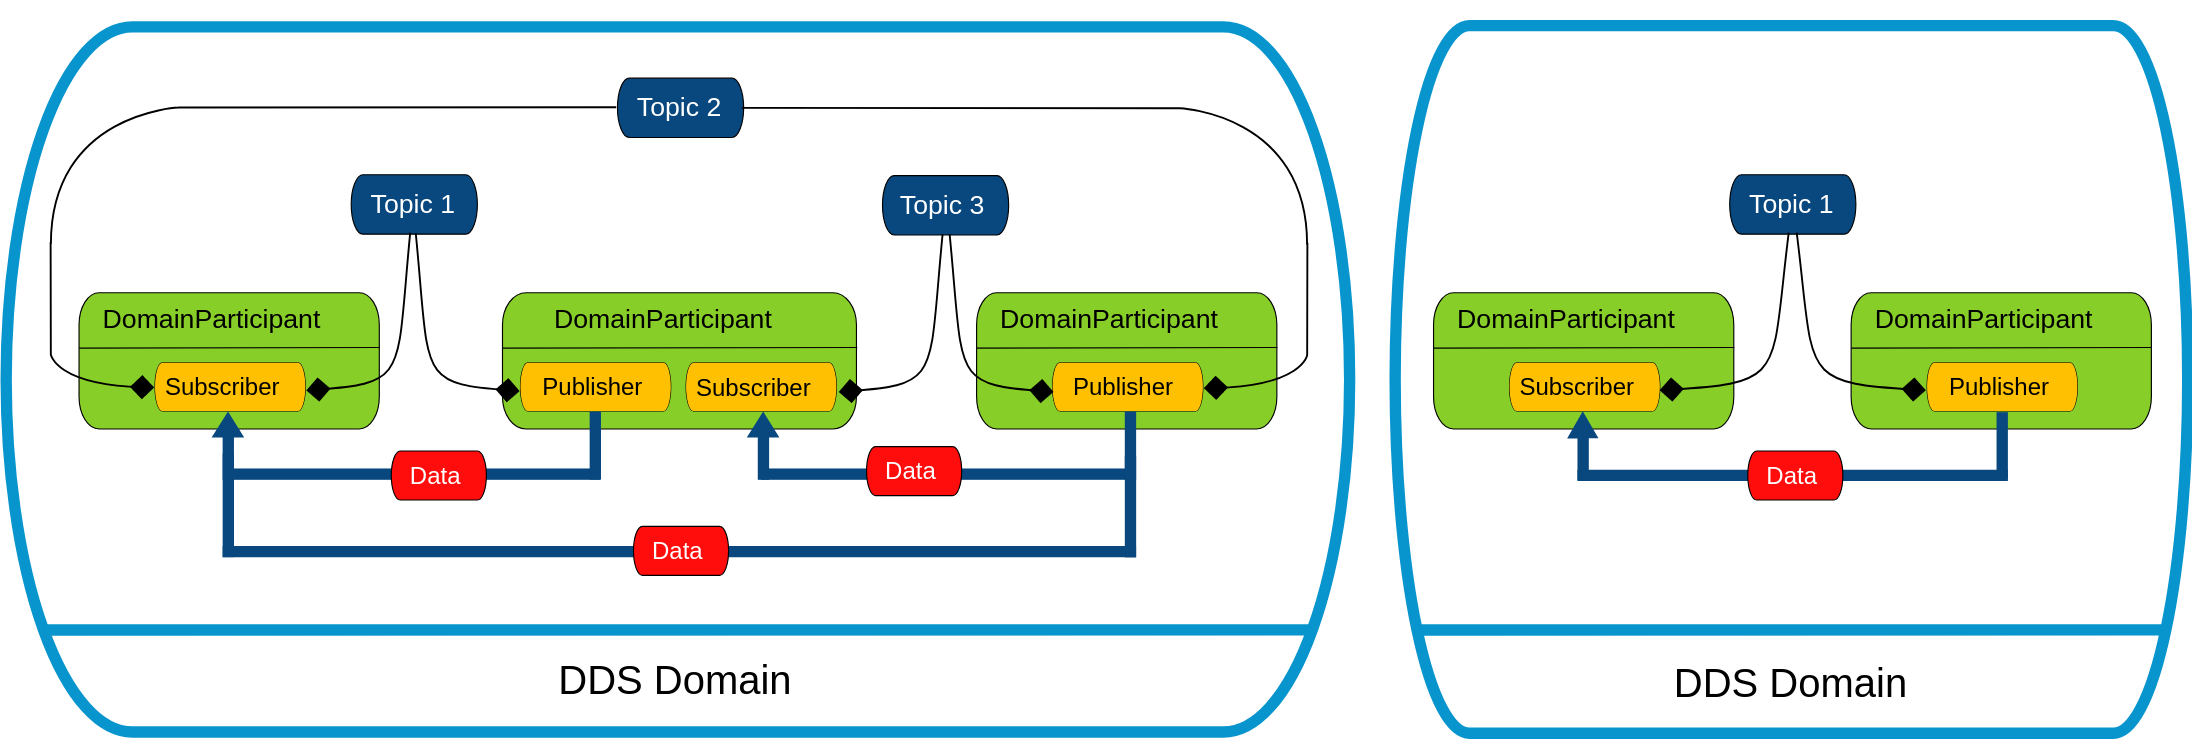 Topic 2
Topic 1
Topic 3
DomainParticipant
Subscriber
DomainParticipant
Publisher
Subscriber
DomainParticipant
Publisher
Data
Data
Data
DDS Domain
Topic 1
DomainParticipant
Subscriber
DomainParticipant
Publisher
Data
DDS Domain